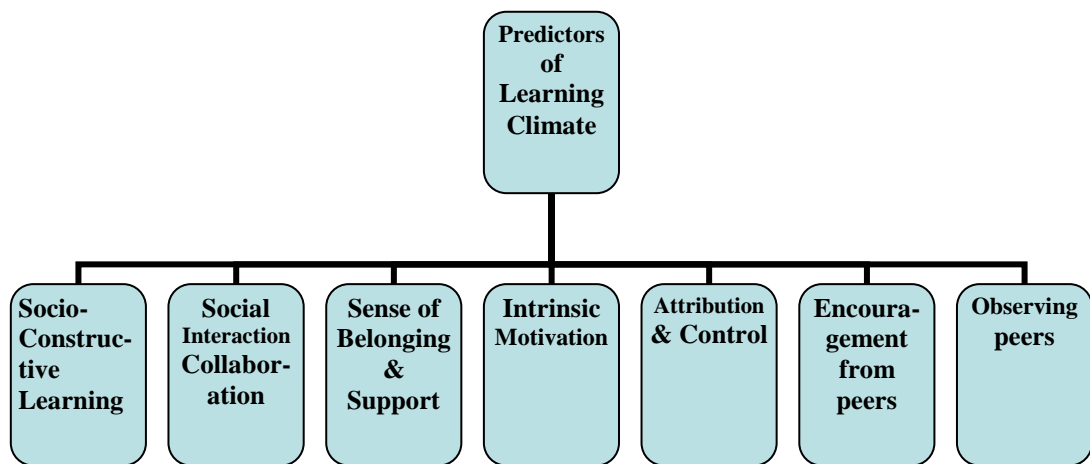 Predictors
of
Learning
Climate
Socio-
Construc-
tive
Learning
Social
Interaction
Collabor-
ation
Sense of
Belonging
&
Support
Intrinsic
Motivation
Attribution
& Control
Encoura-
gement
from
peers
Observing
peers